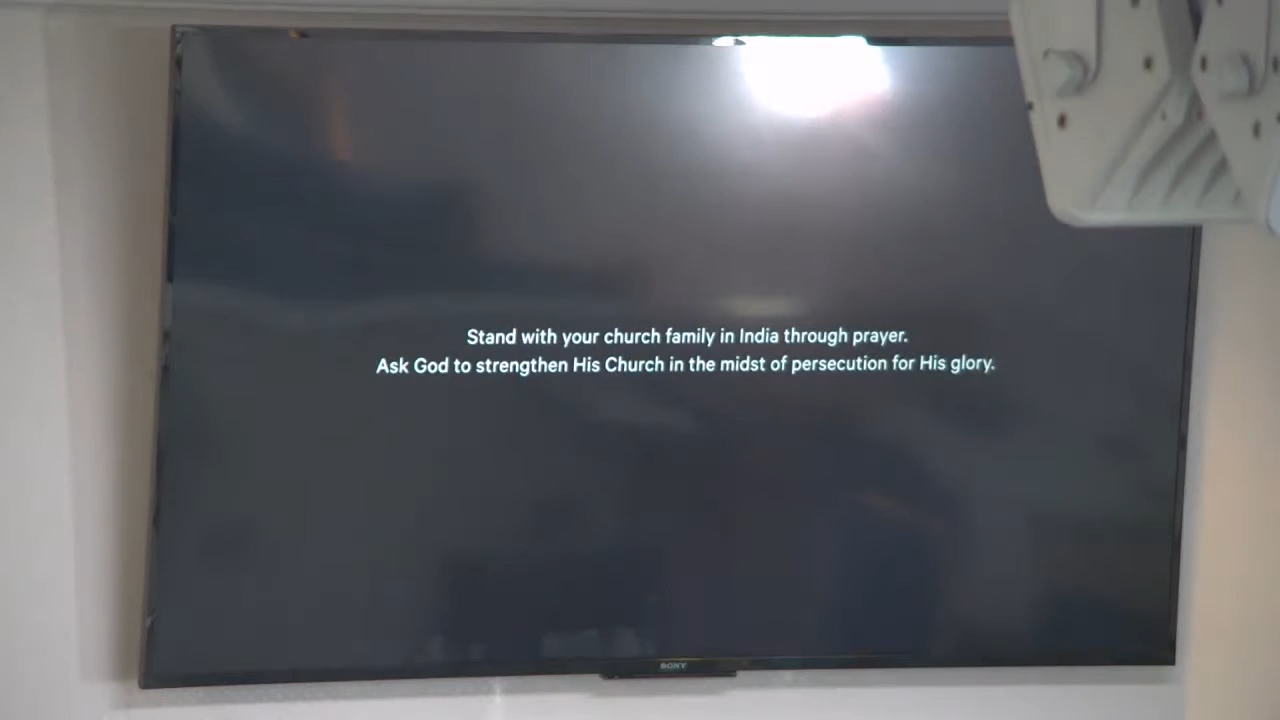 Stand with your church family in India through prayer.
Ask God to strengthen His Church in the midst of persecution for His glory.
SONY